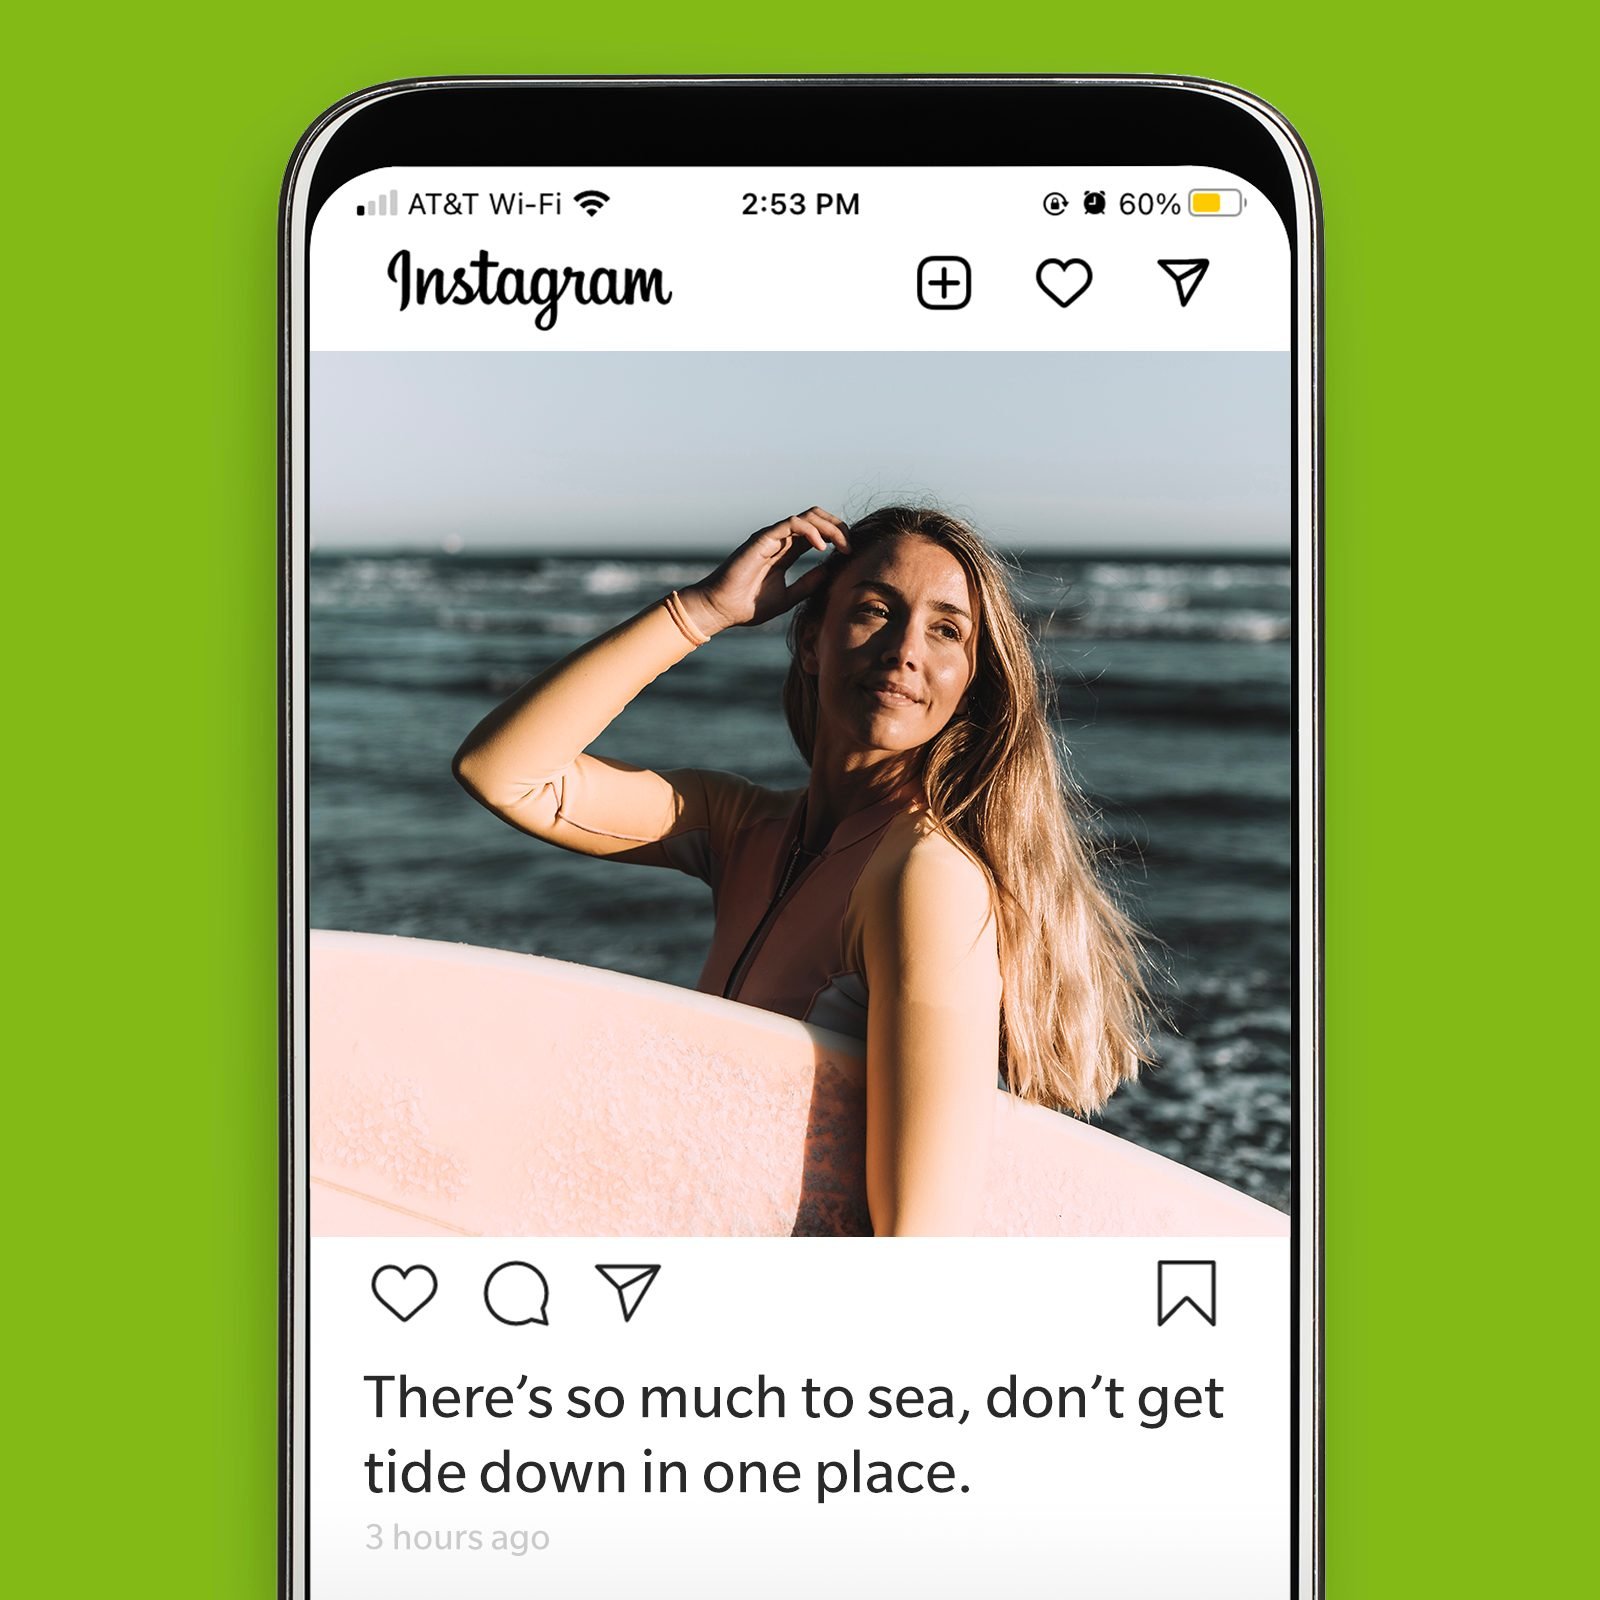 AT&T Wi-Fi 2:53 PM 60%
Instagram
There’s so much to sea, don’t get
tide down in one place.
3 hours ago